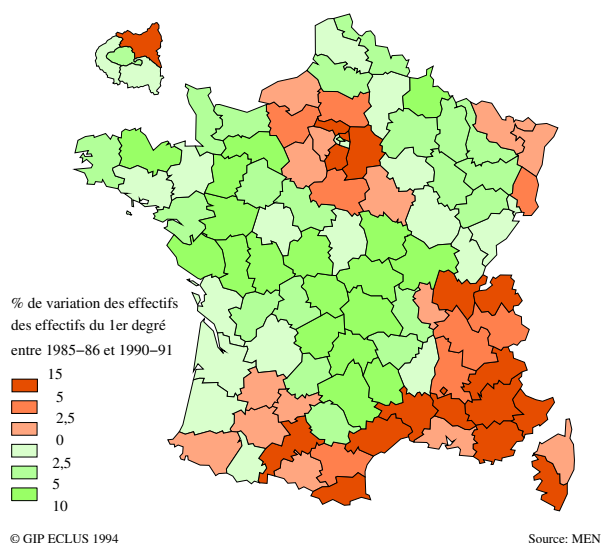 % de variation des effectifs
des effectifs du 1er degré
entre 1985−86 et 1990−91
15
5
2,5
0
2,5
5
10
© GIP ECLUS 1994
Source: MEN